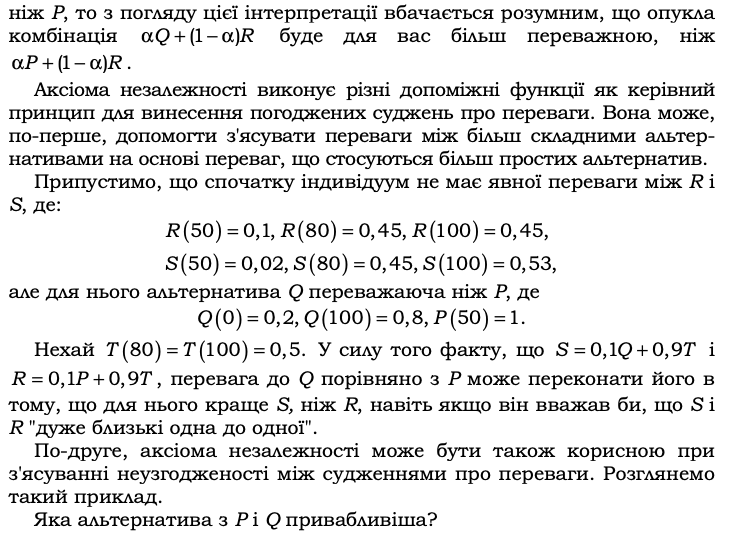 ніж P, то з погляду цієї інтерпретації вбачається розумним, що опукла
комбінація αQ + (1 – α)R буде для вас більш переважною, ніж
αP + (1 – α)R .
Аксіома незалежності виконує різні допоміжні функції як керівний
принцип для винесення погоджених суджень про переваги. Вона може,
по-перше, допомогти з'ясувати переваги між більш складними альтер-
нативами на основі переваг, що стосуються більш простих альтернатив.
Припустимо, що спочатку індивідуум не має явної переваги між R і
S, де:
R(50) = 0,1, R(80) = 0,45, R(100) = 0,45,
S(50) = 0,02, S(80) = 0,45, S(100) = 0,53,
але для нього альтернатива Q переважаюча ніж P, де
Q(0) = 0,2, Q(100) = 0,8, P(50) = 1.
Нехай T(80) = T(100) = 0,5. У силу того факту, що S = 0,1Q + 0,9T і
R = 0,1P + 0,9T , перевага до Q порівняно з P може переконати його в
тому, що для нього краще S, ніж R, навіть якщо він вважав би, що S і
R "дуже близькі одна до одної".
По-друге, аксіома незалежності може бути також корисною при
з'ясуванні неузгодженості між судженнями про переваги. Розглянемо
такий приклад.
Яка альтернатива з P і Q привабливіша?